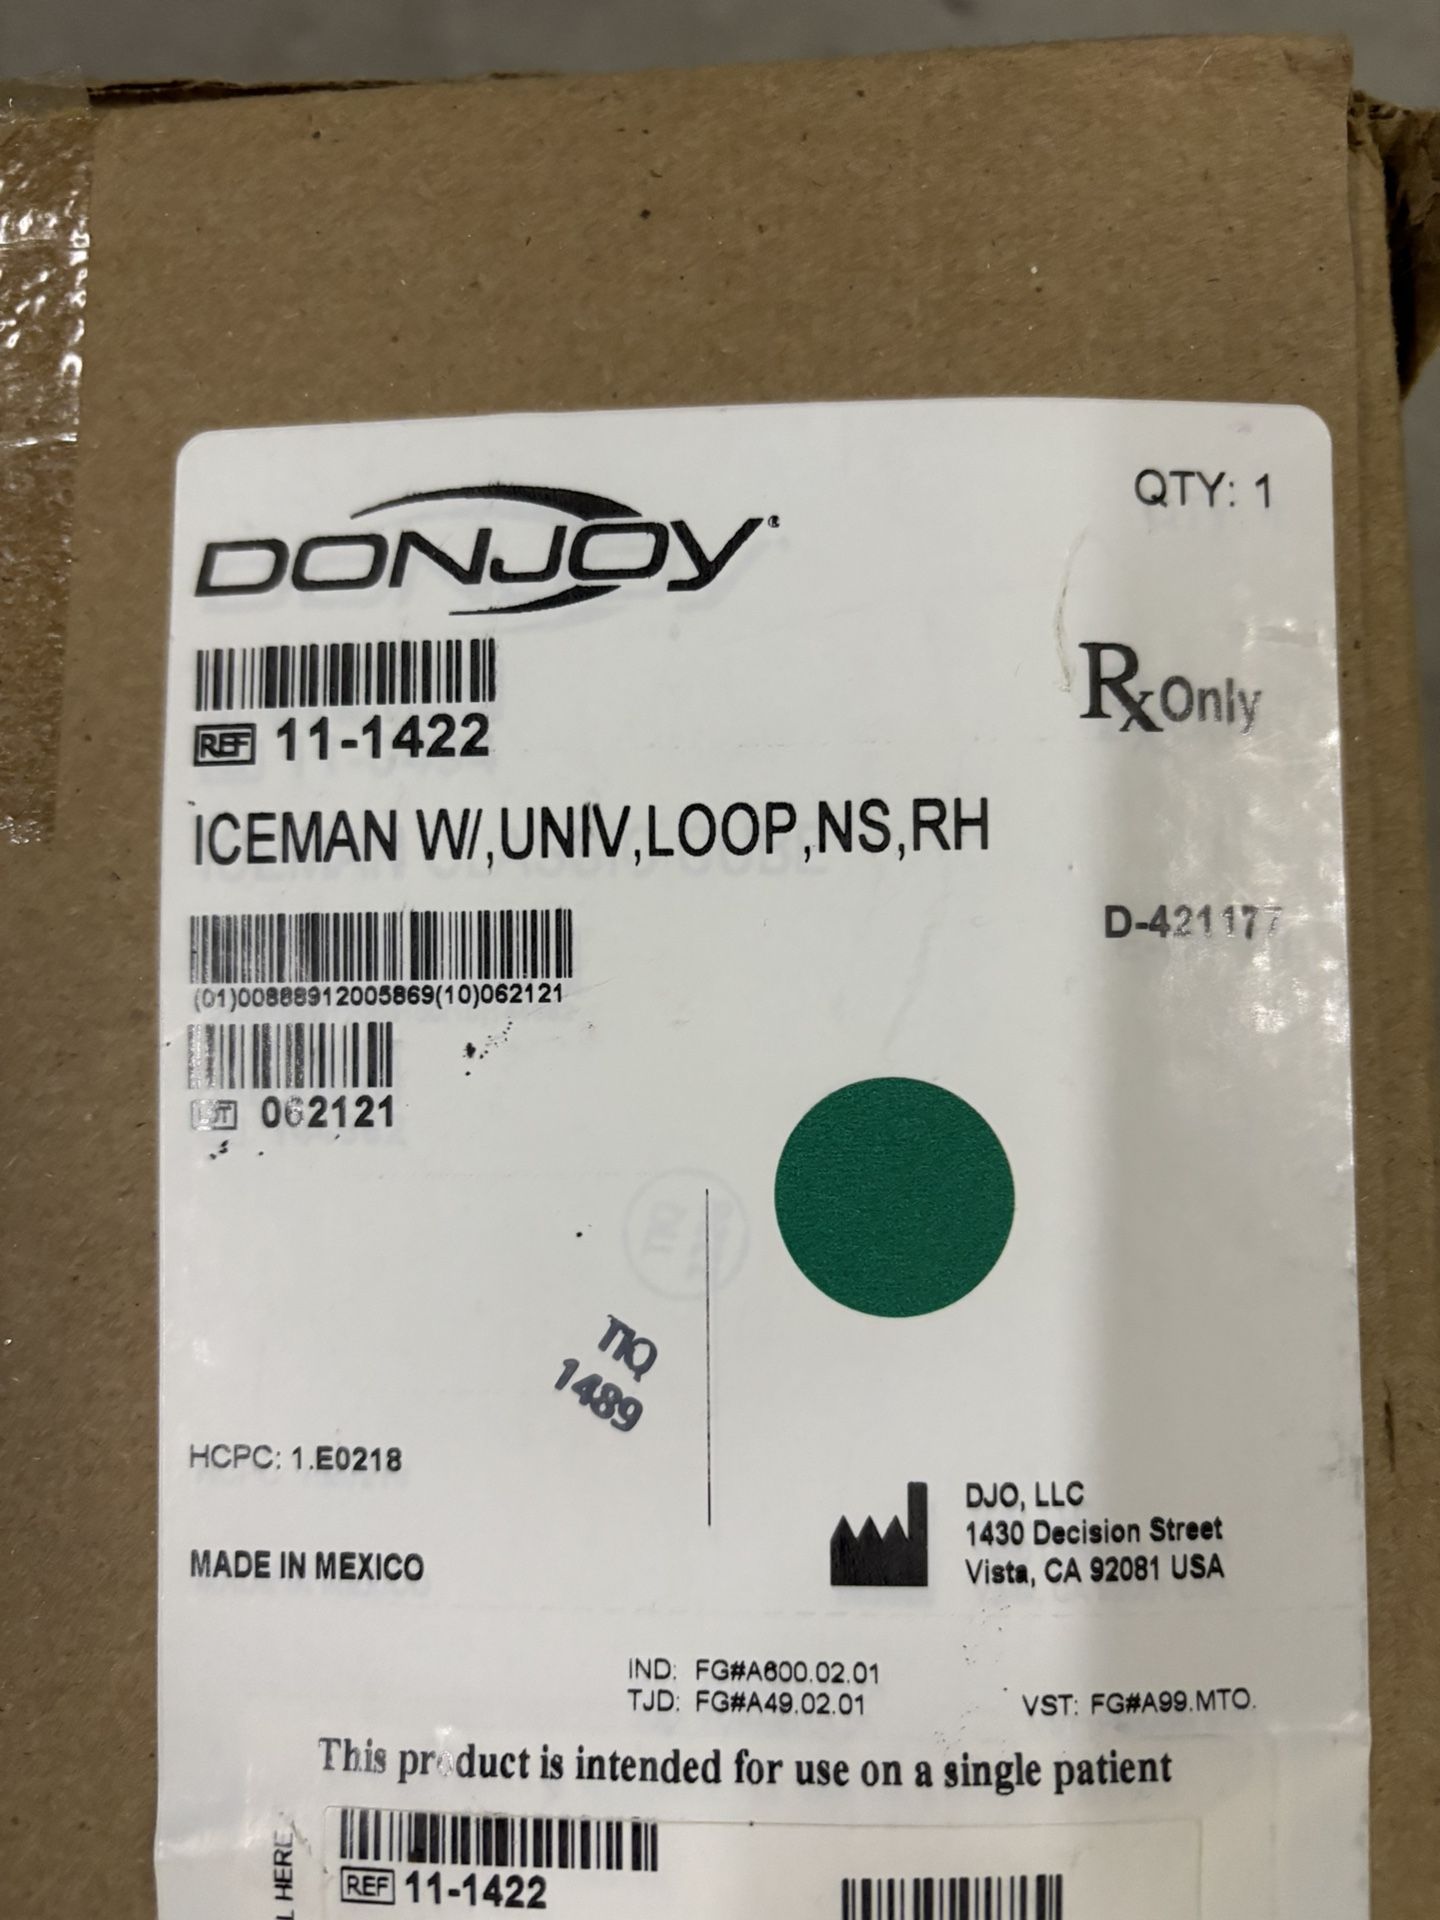 QTY: 1
DONJOY®
Rx Only
REF 11-1422
ICEMAN W/,UNIV,LOOP,NS,RH
D-421177
(01)00888912005869(10)062121
LOT 062121
TIQ
1489
HCPC: 1.E0218
DJO, LLC
1430 Decision Street
Vista, CA 92081 USA
MADE IN MEXICO
IND: FG#A600.02.01
TJD: FG#A49.02.01
VST: FG#A99.MTO.
This product is intended for use on a single patient
HERE
REF 11-1422